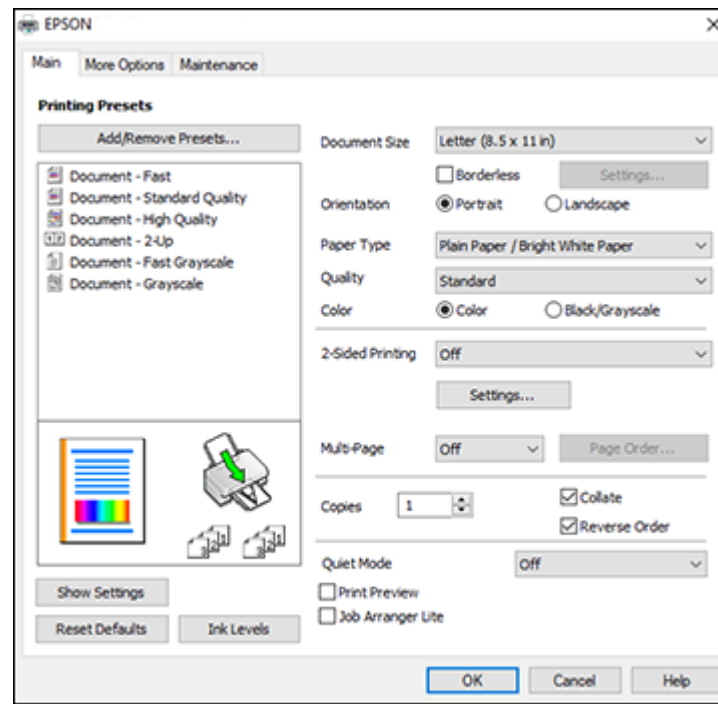 EPSON
Main
More Options
Maintenance
Printing Presets
Add/Remove Presets...
Document - Fast
Document - Standard Quality
Document - High Quality
Document - 2-Up
Document - Fast Grayscale
Document - Grayscale
Show Settings
Reset Defaults
Ink Levels
Document Size
Letter (8.5 x 11 in)
Borderless
Settings...
Orientation
Portrait
Landscape
Paper Type
Plain Paper / Bright White Paper
Quality
Standard
Color
Color
Black/Grayscale
2-Sided Printing
Off
Settings...
Multi-Page
Off
Page Order...
Copies
1
Collate
Reverse Order
Quiet Mode
Off
Print Preview
Job Arranger Lite
OK
Cancel
Help